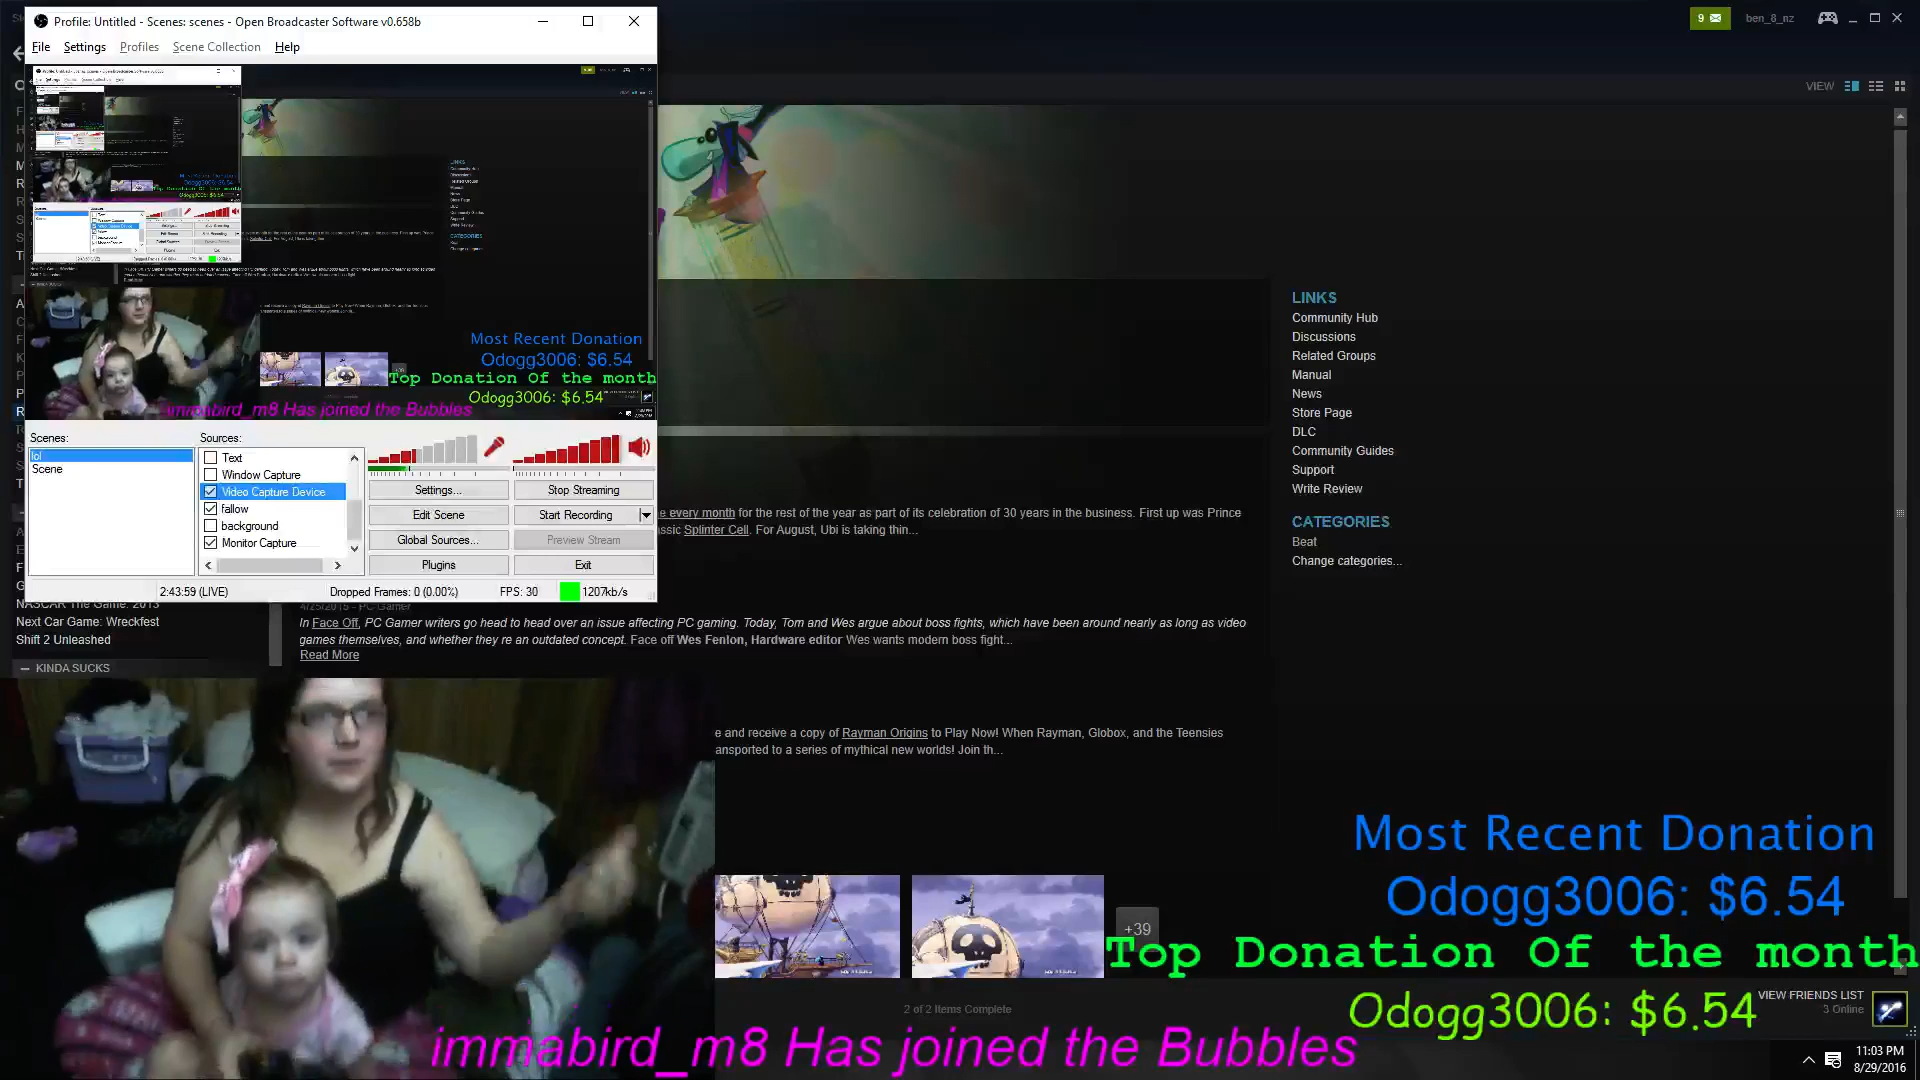 Profile: Untitled - Scenes: scenes - Open Broadcaster Software v0.658b
File Settings Profiles Scene Collection Help
9
ben_8_nz
VIEW
Most Recent Donation
Odogg3006: $6.54
Top Donation Of the month
Odogg3006: $6.54
immabird_m8 Has joined the Bubbles
Scenes:
lol
Scene
Sources:
Text
Window Capture
Video Capture Device
fallow
background
Monitor Capture
Settings...
Stop Streaming
Edit Scene
Start Recording
Global Sources...
Preview Stream
Plugins
Exit
2:43:59 (LIVE)
Dropped Frames: 0 (0.00%)
FPS: 30
1207kb/s
LINKS
Community Hub
Discussions
Related Groups
Manual
News
Store Page
DLC
Community Guides
Support
Write Review
CATEGORIES
Beat
Change categories...
e every month for the rest of the year as part of its celebration of 30 years in the business. First up was Prince
ssic Splinter Cell. For August, Ubi is taking thin...
NASCAR The Game: 2013
Next Car Game: Wreckfest
Shift 2 Unleashed
KINDA SUCKS
4/25/2015 - PC Gamer
In Face Off, PC Gamer writers go head to head over an issue affecting PC gaming. Today, Tom and Wes argue about boss fights, which have been around nearly as long as video
games themselves, and whether they re an outdated concept. Face off Wes Fenlon, Hardware editor Wes wants modern boss fight...
Read More
e and receive a copy of Rayman Origins to Play Now! When Rayman, Globox, and the Teensies
ansported to a series of mythical new worlds! Join th...
+39
2 of 2 Items Complete
Most Recent Donation
Odogg3006: $6.54
Top Donation Of the month
Odogg3006: $6.54
immabird_m8 Has joined the Bubbles
VIEW FRIENDS LIST
3 Online
11:03 PM
8/29/2016